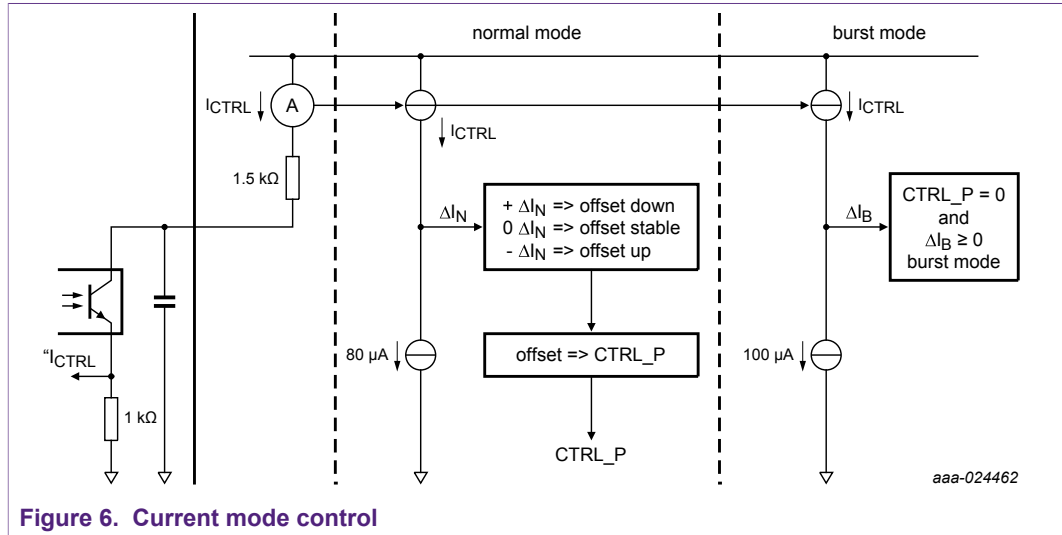 normal mode
burst mode
ICTRL
A
ICTRL
ICTRL
1.5 kΩ
ΔIN
+ ΔIN => offset down
0 ΔIN => offset stable
- ΔIN => offset up
ΔIB
CTRL_P = 0
and
ΔIB ≥ 0
burst mode
"ICTRL
80 µA
offset => CTRL_P
100 µA
1 kΩ
CTRL_P
aaa-024462
Figure 6. Current mode control